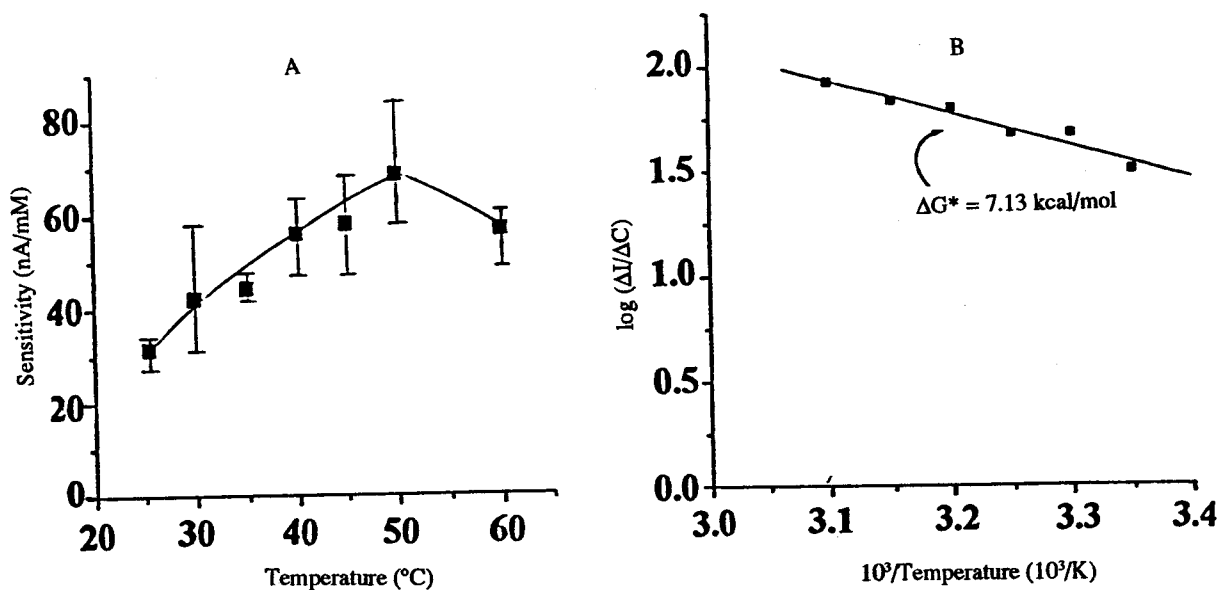 A
Sensitivity (nA/mM)
80
60
40
20
0
20 30 40 50 60
Temperature (°C)
B
log (ΔI/ΔC)
2.0
1.5
1.0
0.5
0.0
ΔG* = 7.13 kcal/mol
3.0 3.1 3.2 3.3 3.4
10³/Temperature (10³/K)